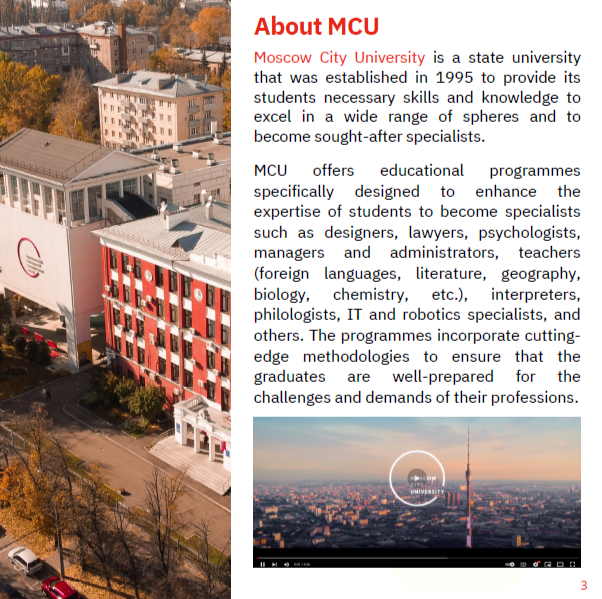 About MCU
Moscow City University is a state university
that was established in 1995 to provide its
students necessary skills and knowledge to
excel in a wide range of spheres and to
become sought-after specialists.
MCU offers educational programmes
specifically designed to enhance the
expertise of students to become specialists
such as designers, lawyers, psychologists,
managers and administrators, teachers
(foreign languages, literature, geography,
biology, chemistry, etc.), interpreters,
philologists, IT and robotics specialists, and
others. The programmes incorporate cutting-
edge methodologies to ensure that the
graduates are well-prepared for the
challenges and demands of their professions.
CITY
UNIVERSITY
3